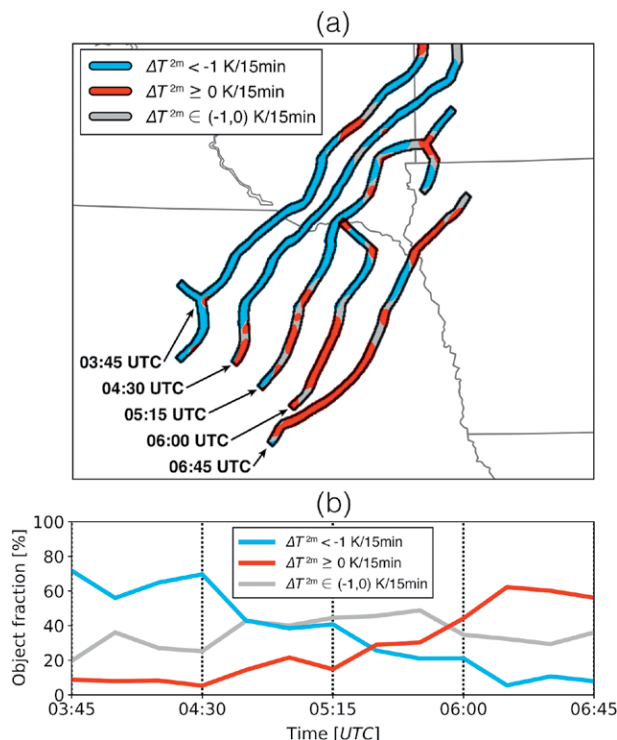 (a)
ΔT ²ᵐ < -1 K/15min
ΔT ²ᵐ ≥ 0 K/15min
ΔT ²ᵐ ∈ (-1,0) K/15min
03:45 UTC
04:30 UTC
05:15 UTC
06:00 UTC
06:45 UTC
(b)
Object fraction [%]
100
80
60
40
20
0
ΔT ²ᵐ < -1 K/15min
ΔT ²ᵐ ≥ 0 K/15min
ΔT ²ᵐ ∈ (-1,0) K/15min
03:45 04:30 05:15 06:00 06:45
Time [UTC]